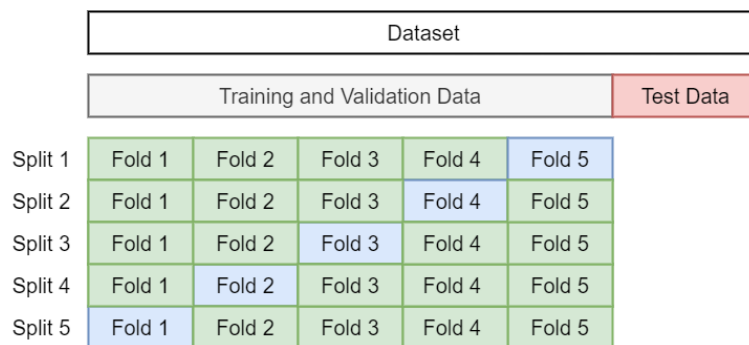 Dataset
Training and Validation Data Test Data
Split 1 Fold 1 Fold 2 Fold 3 Fold 4 Fold 5
Split 2 Fold 1 Fold 2 Fold 3 Fold 4 Fold 5
Split 3 Fold 1 Fold 2 Fold 3 Fold 4 Fold 5
Split 4 Fold 1 Fold 2 Fold 3 Fold 4 Fold 5
Split 5 Fold 1 Fold 2 Fold 3 Fold 4 Fold 5